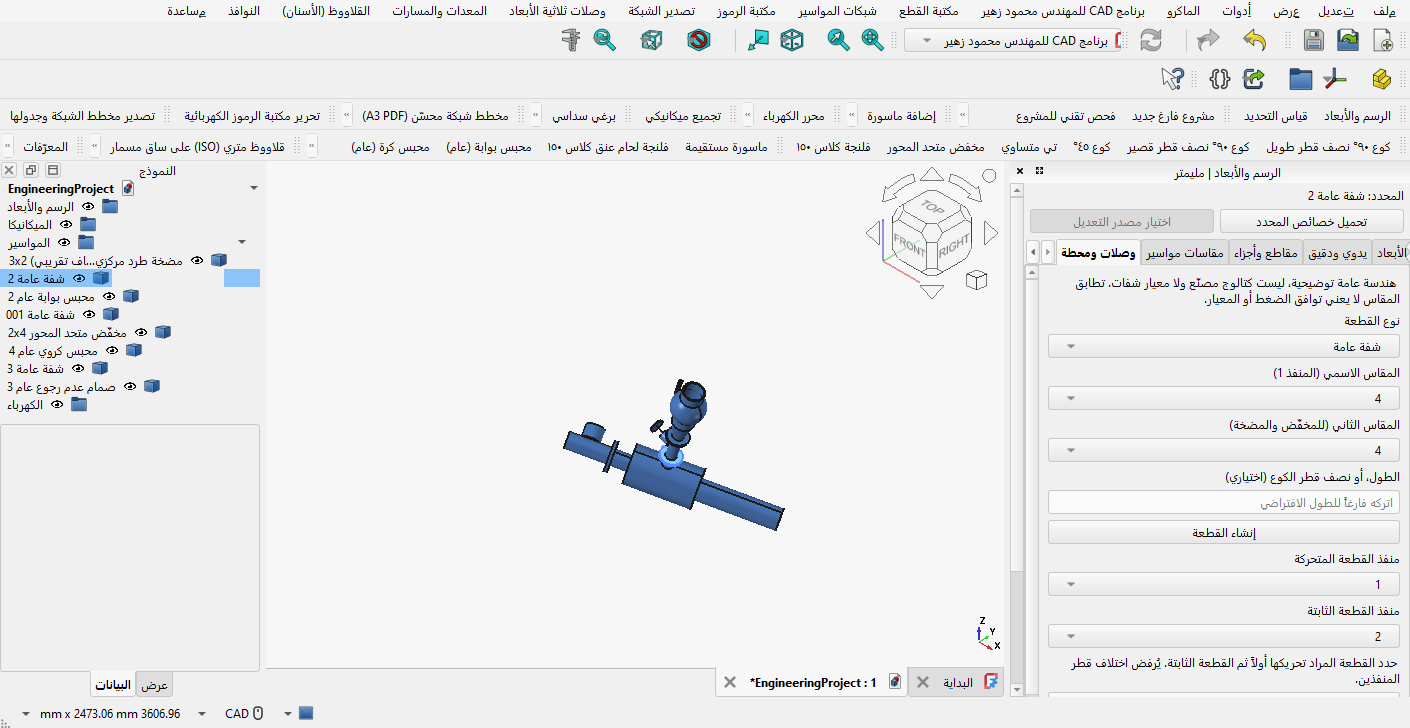 ملف تعديل عرض أدوات الماكرو برنامج CAD للمهندس محمود زهير مكتبة القطع شبكات المواسير مكتبة الرموز تصدير الشبكة وصلات ثلاثية الأبعاد المعدات والمسارات القلاووظ (الأسنان) النوافذ مساعدة
برنامج CAD للمهندس محمود زهير
الرسم والأبعاد قياس التحديد مشروع فارغ جديد فحص تقني للمشروع » إضافة ماسورة » محرر الكهرباء » تجميع ميكانيكي برغي سداسي » مخطط شبكة محسّن (A3 PDF) » تحرير مكتبة الرموز الكهربائية تصدير مخطط الشبكة وجدولها
كوع ٩٠° نصف قطر طويل كوع ٩٠° نصف قطر قصير كوع ٤٥° تي متساوي مخفض متحد المحور فلنجة كلاس ١٥٠ ماسورة مستقيمة فلنجة لحام عنق كلاس ١٥٠ محبس بوابة (عام) محبس كرة (عام) » قلاووظ متري (ISO) على ساق مسمار » المعرّفات »
النموذج
EngineeringProject
الرسم والأبعاد
الميكانيكا
المواسير
مضخة طرد مركزي...اف تقريبي) 3x2
شفة عامة 2
محبس بوابة عام 2
شفة عامة 001
مخفّض متحد المحور 2x4
محبس كروي عام 4
شفة عامة 3
صمام عدم رجوع عام 3
الكهرباء
عرض البيانات
TOP
FRONT
RIGHT
Z
Y
X
البداية
EngineeringProject : 1*
الرسم والأبعاد | مليمتر
المحدد: شفة عامة 2
تحميل خصائص المحدد اختيار مصدر التعديل
الأبعاد يدوي ودقيق مقاطع وأجزاء مقاسات مواسير وصلات ومحطة
هندسة عامة توضيحية، ليست كتالوج مصنّع ولا معيار شفات. تطابق
المقاس لا يعني توافق الضغط أو المعيار.
نوع القطعة
شفة عامة
المقاس الاسمي (المنفذ 1)
4
المقاس الثاني (للمخفّض والمضخة)
4
الطول، أو نصف قطر الكوع (اختياري)
اتركه فارغاً للطول الافتراضي
إنشاء القطعة
منفذ القطعة المتحركة
1
منفذ القطعة الثابتة
2
حدد القطعة المراد تحريكها أولاً ثم القطعة الثابتة. يُرفض اختلاف قطر
المنفذين.
CAD
mm x 2473.06 mm 3606.96